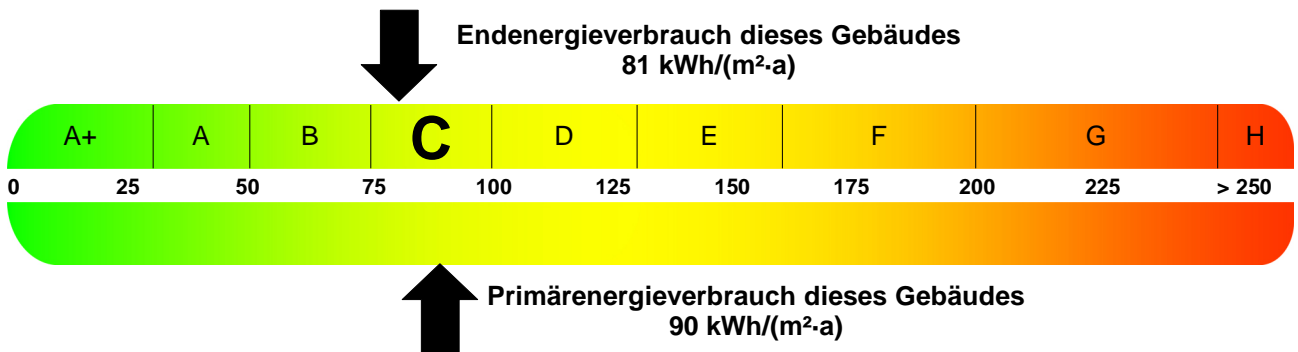 Endenergieverbrauch dieses Gebäudes
81 kWh/(m²·a)
A+ A B C D E F G H
0 25 50 75 100 125 150 175 200 225 > 250
Primärenergieverbrauch dieses Gebäudes
90 kWh/(m²·a)